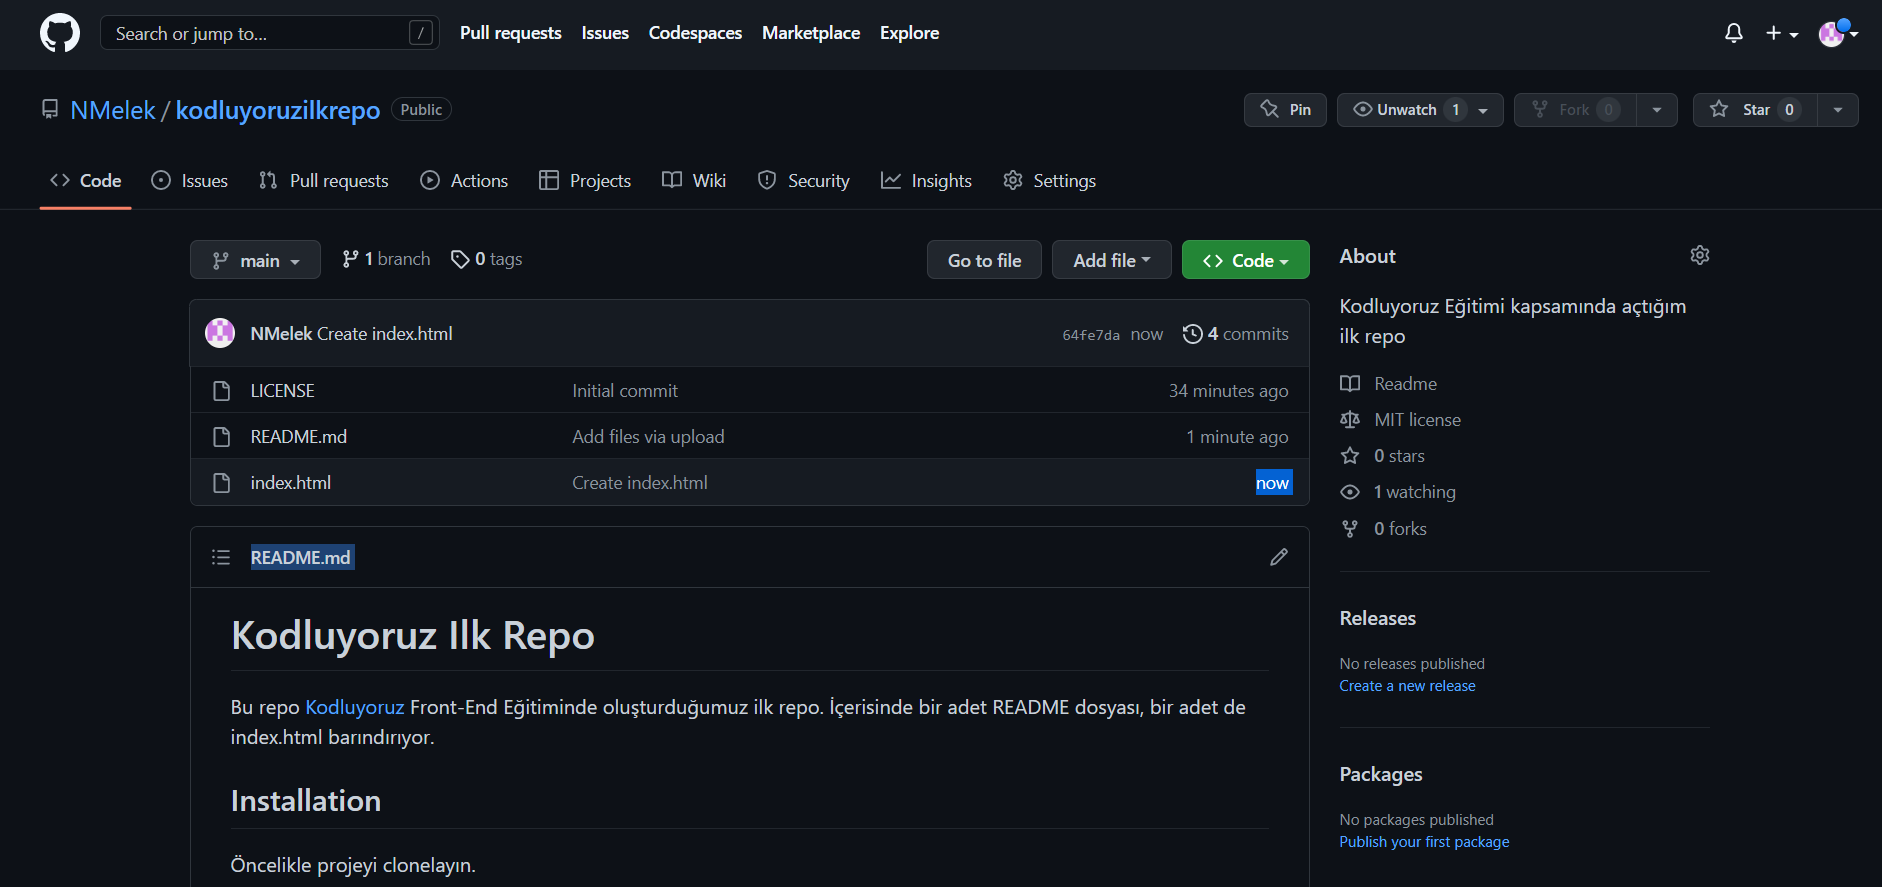 Search or jump to... /
Pull requests Issues Codespaces Marketplace Explore
NMelek / kodluyoruzilkrepo Public
Pin Unwatch 1 Fork 0 Star 0
Code Issues Pull requests Actions Projects Wiki Security Insights Settings
main 1 branch 0 tags Go to file Add file Code
NMelek Create index.html 64fe7da now 4 commits
LICENSE Initial commit 34 minutes ago
README.md Add files via upload 1 minute ago
index.html Create index.html now
README.md
Kodluyoruz Ilk Repo
Bu repo Kodluyoruz Front-End Eğitiminde oluşturduğumuz ilk repo. İçerisinde bir adet README dosyası, bir adet de
index.html barındırıyor.
Installation
Öncelikle projeyi clonelayın.
About
Kodluyoruz Eğitimi kapsamında açtığım
ilk repo
Readme
MIT license
0 stars
1 watching
0 forks
Releases
No releases published
Create a new release
Packages
No packages published
Publish your first package